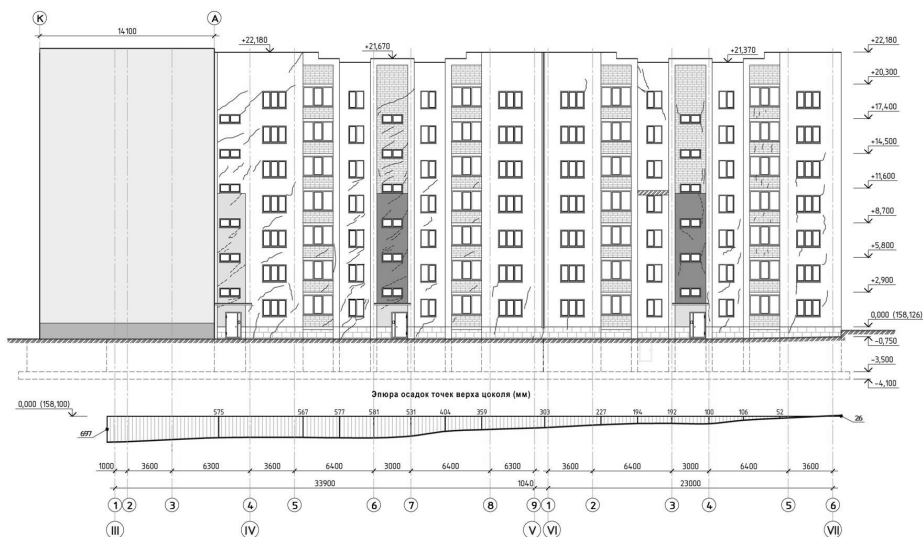 К А
14100
+22,180 +21,670 +21,370 +22,180
+20,300
+17,400
+14,500
+11,600
+8,700
+5,800
+2,900
0,000 (158,126)
-0,750
-3,500
-4,100
Эпюра осадок точек верха цоколя (мм)
0,000 (158,100)
697 575 567 577 581 531 404 359 303 227 194 192 100 106 52 26
1000 3600 6300 3600 6400 3000 6400 6300 3600 6400 3000 6400 3600
33900 1040 23000
1 2 3 4 5 6 7 8 9 1 2 3 4 5 6
III IV V VI VII